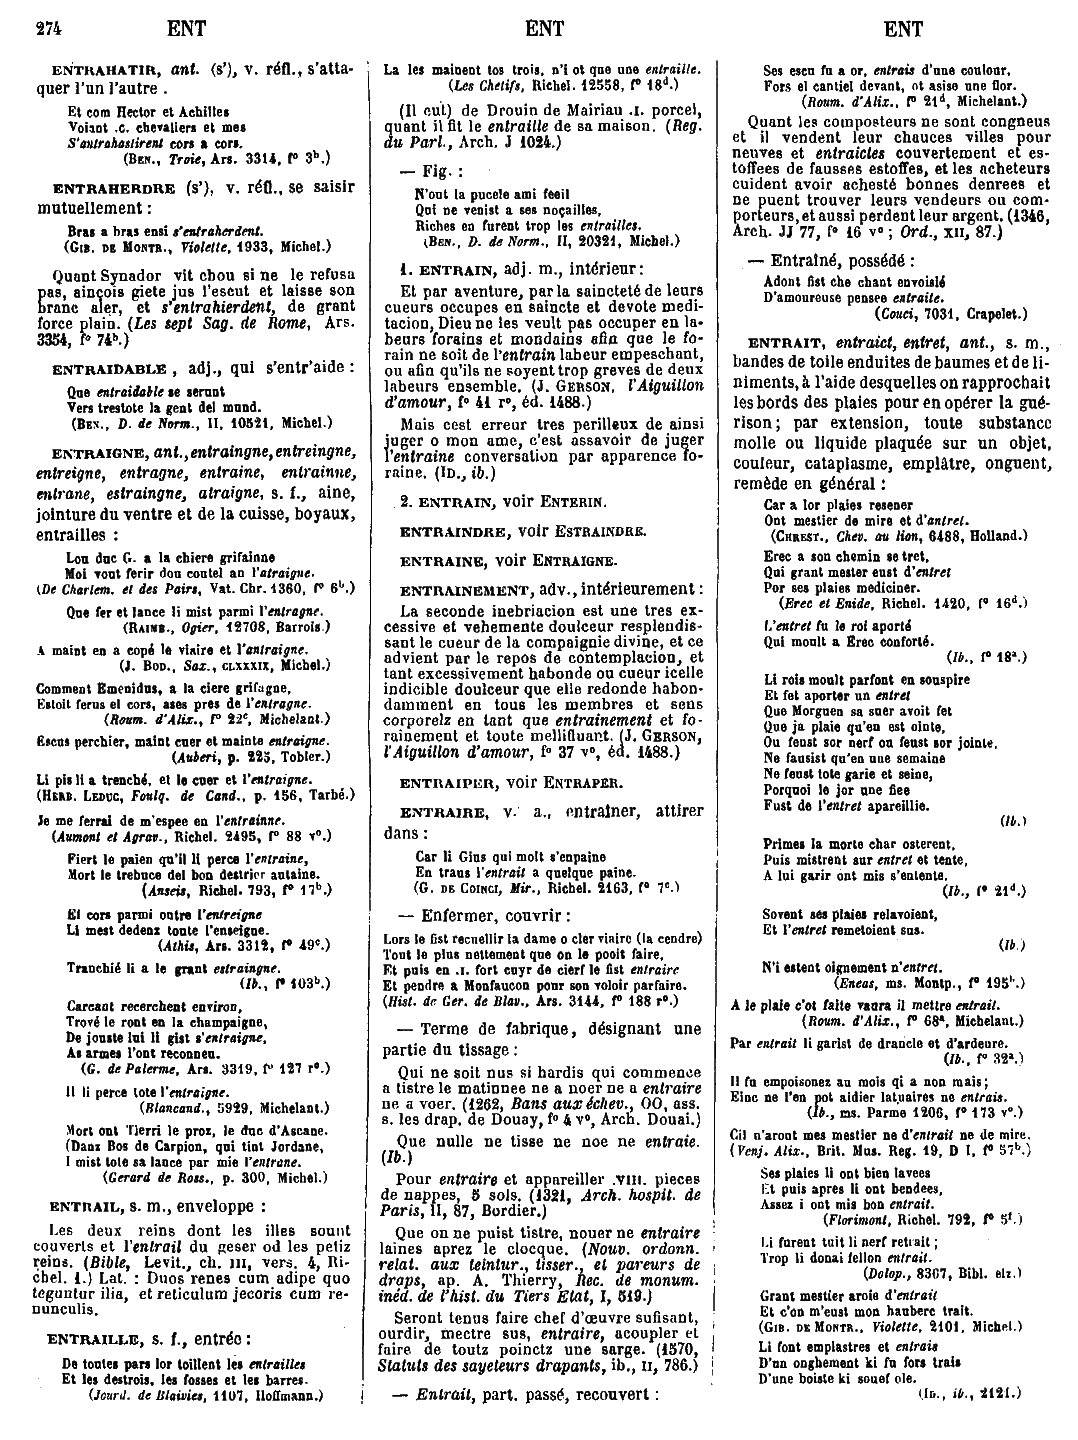 274 ENT ENT ENT
ENTRAHATIR, ant. (s'), v. réfl., s'atta-
quer l'un l'autre .
Et com Hector et Achilles
Voiant .c. chevaliers et mes
S'antrahastirent cors a cors.
(BEN., Troie, Ars. 3314, f° 3b.)
ENTRAHERDRE (s'), v. réfl., se saisir
mutuellement :
Bras a bras ensi s'entraherdent.
(GIB. DE MONTR., Violette, 1933, Michel.)
Quant Synador vit chou si ne le refusa
pas, ainçois giete jus l'escut et laisse son
branc aler, et s'entrahierdent, de grant
force plain. (Les sept Sag. de Rome, Ars.
3354, f° 74b.)
ENTRAIDABLE , adj., qui s'entr'aide :
Que entraidable se serunt
Vers trestote la gent del mund.
(BEN., D. de Norm., II, 10521, Michel.)
ENTRAIGNE, ant., entraingne, entreingne,
entreigne, entragne, entraine, entrainne,
entrane, estraingne, atraigne, s. f., aine,
jointure du ventre et de la cuisse, boyaux,
entrailles :
Lou duc G. a la chiere grifainne
Moi vout ferir dou coutel an l'atraigne.
(De Charlem. et des Pairs, Vat. Chr. 1360, f° 6b.)
Que fer et lance li mist parmi l'entragne.
(RAIMB., Ogier, 12708, Barrois.)
A maint en a copé le viaire et l'antraigne.
(J. BOD., Sax., CLXXXIX, Michel.)
Comment Emenidus, a la ciere grifagne,
Estoit ferus el cors, ases pres de l'entragne.
(Roum. d'Alix., f° 22c, Michelant.)
Escus perchier, maint cuer et mainte entraigne.
(Auberi, p. 225, Tobler.)
Li pis li a trenché, et le cuer et l'entraigne.
(HERB. LEDUC, Foulq. de Cand., p. 156, Tarbé.)
Je me ferrai de m'espee en l'entrainne.
(Aumont et Agrav., Richel. 2495, f° 88 v°.)
Fiert le paien qu'il li perce l'entraine,
Mort le trebuce del bon destrier autaine.
(Anseis, Richel. 793, f° 17b.)
El cors parmi outre l'entreigne
Li mest dedenz toute l'enseigne.
(Athis, Ars. 3312, f° 49c.)
Tranchié li a le grant estraingne.
(Ib., f° 103b.)
Carcant recerchent environ,
Trové le ront en la champaigne,
De jouste lui li gist s'entraigne,
As armes l'ont reconneu.
(G. de Palerme, Ars. 3319, f° 127 r°.)
Il li perce tote l'entraigne.
(Blancand., 5929, Michelant.)
Mort ont Tierri le proz, le duc d'Ascane.
(Dans Bos de Carpion, qui tint Jordane,
I mist tote sa lance par mie l'entrane.
(Gerard de Ross., p. 300, Michel.)
ENTRAIL, s. m., enveloppe :
Les deux reins dont les illes sount
couverts et l'entrail du geser od les petiz
reins. (Bible, Levit., ch. III, vers. 4, Ri-
chel. 1.) Lat. : Duos renes cum adipe quo
teguntur ilia, et reticulum jecoris cum re-
nunculis.
ENTRAILLE, s. f., entrée :
De toutes pars lor toillent les entrailles
Et les destrois, les fosses et les barres.
(Jourd. de Blaivies, 1107, Hoffmann.)
La les mainent tos trois, n'i ot que une entraille.
(Les Chetifs, Richel. 12558, f° 18d.)
(Il eut) de Drouin de Mairiau .I. porcel,
quant il fit le entraille de sa maison. (Reg.
du Parl., Arch. J 1024.)
— Fig. :
N'out la pucele ami feeil
Qui ne venist a ses noçailles,
Riches en furent trop les entrailles.
(BEN., D. de Norm., II, 20321, Michel.)
1. ENTRAIN, adj. m., intérieur :
Et par aventure, par la saincteté de leurs
cueurs occupes en saincte et devote medi-
tacion, Dieu ne les veult pas occuper en la-
beurs forains et mondains afin que le fo-
rain ne soit de l'entrain labeur empeschant,
ou afin qu'ils ne soyent trop greves de deux
labeurs ensemble. (J. GERSON, l'Aiguillon
d'amour, f° 41 r°, éd. 1488.)
Mais cest erreur tres perilleux de ainsi
juger o mon ame, c'est assavoir de juger
l'entraine conversation par apparence fo-
raine. (ID., ib.)
2. ENTRAIN, voir ENTERIN.
ENTRAINDRE, voir ESTRAINDRE.
ENTRAINE, voir ENTRAIGNE.
ENTRAINEMENT, adv., intérieurement :
La seconde inebriacion est une tres ex-
cessive et vehemente doulceur resplendis-
sant le cueur de la compaignie divine, et ce
advient par le repos de contemplacion, et
tant excessivement habonde ou cueur icelle
indicible doulceur que elle redonde habon-
damment en tous les membres et sens
corporelz en tant que entrainement et fo-
rainement et toute mellifluant. (J. GERSON,
l'Aiguillon d'amour, f° 37 v°, éd. 1488.)
ENTRAIPER, voir ENTRAPER.
ENTRAIRE, v. a., entraîner, attirer
dans :
Car li Gius qui molt s'enpaine
En traus l'entrait a quelque paine.
(G. DE COINCI, Mir., Richel. 2163, f° 7c.)
— Enfermer, couvrir :
Lors le fist recueillir la dame o cler viaire (la cendre)
Tout le plus nettement que on le pooit faire,
Et puis en .I. fort cuyr de cierf le fist entraire
Et pendre a Monfaucon pour son voloir parfaire.
(Hist. de Ger. de Blav., Ars. 3144, f° 188 r°.)
— Terme de fabrique, désignant une
partie du tissage :
Qui ne soit nus si hardis qui commence
a tistre le matinnee ne a noer ne a entraire
ne a voer. (1262, Bans aux échev., OO, ass.
s. les drap. de Douay, f° 4 v°, Arch. Douai.)
Que nulle ne tisse ne noe ne entraie.
(Ib.)
Pour entraire et appareiller .VIII. pieces
de nappes, 5 sols. (1321, Arch. hospit. de
Paris, II, 87, Bordier.)
Que on ne puist tistre, nouer ne entraire
laines aprez le clocque. (Nouv. ordonn.
relat. aux teintur., tisser., et pareurs de
draps, ap. A. Thierry, Rec. de monum.
inéd. de l'hist. du Tiers Etat, I, 519.)
Seront tenus faire chef d'œuvre sufisant,
ourdir, mectre sus, entraire, acoupler et
faire de toutz poinctz une sarge. (1570,
Statuts des sayeteurs drapants, ib., II, 786.)
— Entrait, part. passé, recouvert :
Ses escu fu a or, entrais d'une coulour,
Fors el cantiel devant, ot asise une flor.
(Roum. d'Alix., f° 21d, Michelant.)
Quant les composteurs ne sont congneus
et il vendent leur chauces villes pour
neuves et entraictes couvertement et es-
toffees de fausses estoffes, et les acheteurs
cuident avoir achesté bonnes denrees et
ne puent trouver leurs vendeurs ou com-
porteurs, et aussi perdent leur argent. (1346,
Arch. JJ 77, f° 16 v° ; Ord., XII, 87.)
— Entraîné, possédé :
Adont fist che chant envoisié
D'amoureuse pensee entraite.
(Couci, 7031, Crapelet.)
ENTRAIT, entraict, entret, ant., s. m.,
bandes de toile enduites de baumes et de li-
niments, à l'aide desquelles on rapprochait
les bords des plaies pour en opérer la gué-
rison ; par extension, toute substance
molle ou liquide plaquée sur un objet,
couleur, cataplasme, emplâtre, onguent,
remède en général :
Car a lor plaies resener
Ont mestier de mire et d'antret.
(CHREST., Chev. au lion, 6488, Holland.)
Erec a son chemin se tret,
Qui grant mester eust d'entret
Por ses plaies mediciner.
(Erec et Enide, Richel. 1420, f° 16d.)
L'entret fu le roi aporté
Qui moult a Erec conforté.
(Ib., f° 18a.)
Li rois moult parfont en souspire
Et fet aporter un entret
Que Morguen sa suer avoit fet
Que ja plaie qu'en est ointe,
Ou feust sor nerf ou feust sor jointe,
Ne fausist qu'en une semaine
Ne feust tote garie et seine,
Porquoi le jor une fiee
Fust de l'entret apareillie.
(Ib.)
Primes la morte char osterent,
Puis mistrent sur entret et tente,
A lui garir ont mis s'entente.
(Ib., f° 21d.)
Sovent ses plaies relavoient,
Et l'entret remetoient sus.
(Ib.)
N'i estent oignement n'entret.
(Eneas, ms. Montp., f° 195b.)
A le plaie c'ot faite vaura il mettre entrait.
(Roum. d'Alix., f° 68a, Michelant.)
Par entrait li garist de drancle et d'ardeure.
(Ib., f° 32a.)
Il fu empoisonez au mois qi a non mais ;
Einc ne l'en pot aidier latuaires ne entrais.
(Ib., ms. Parme 1206, f° 173 v°.)
Cil n'aront mes mestier ne d'entrait ne de mire.
(Venj. Alix., Brit. Mus. Reg. 19, D I, f° 57b.)
Ses plaies li ont bien lavees
Et puis apres li ont bendees,
Assez i ont mis bon entrait.
(Florimont, Richel. 792, f° 5f.)
Li furent tuit li nerf retrait ;
Trop li donai fellon entrait.
(Dolop., 8367, Bibl. elz.)
Grant mestier aroie d'entrait
Et c'on m'eust mon hauberc trait.
(GIB. DE MONTR., Violette, 2101, Michel.)
Li font emplastres et entrais
D'un onghement ki fu fors trais
D'une boiste ki souef ole.
(ID., ib., 2121.)